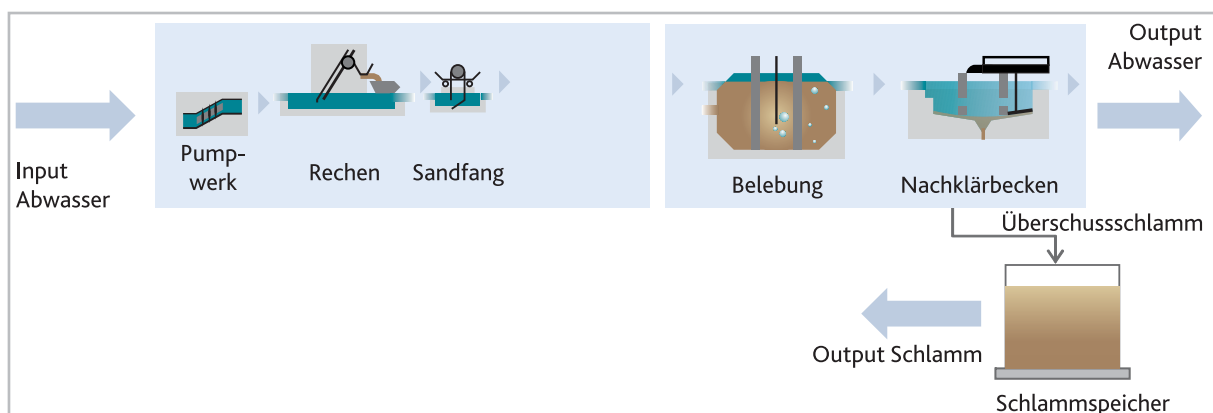 Input
Abwasser
Pump-
werk
Rechen
Sandfang
Belebung
Nachklärbecken
Output
Abwasser
Überschussschlamm
Output Schlamm
Schlammspeicher